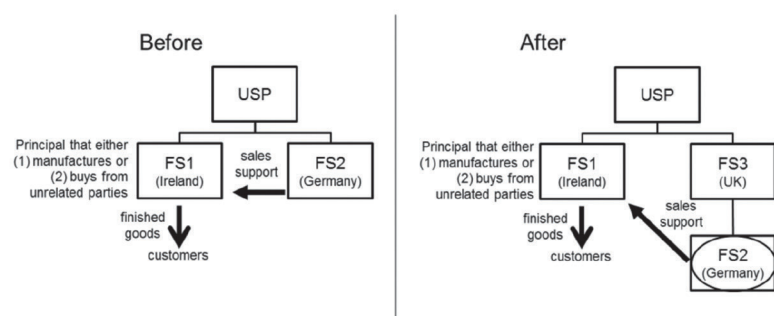 Before
USP
Principal that either
(1) manufactures or
(2) buys from
unrelated parties
FS1
(Ireland)
sales
support
FS2
(Germany)
finished
goods
customers
After
USP
Principal that either
(1) manufactures or
(2) buys from
unrelated parties
FS1
(Ireland)
FS3
(UK)
sales
support
finished
goods
customers
FS2
(Germany)